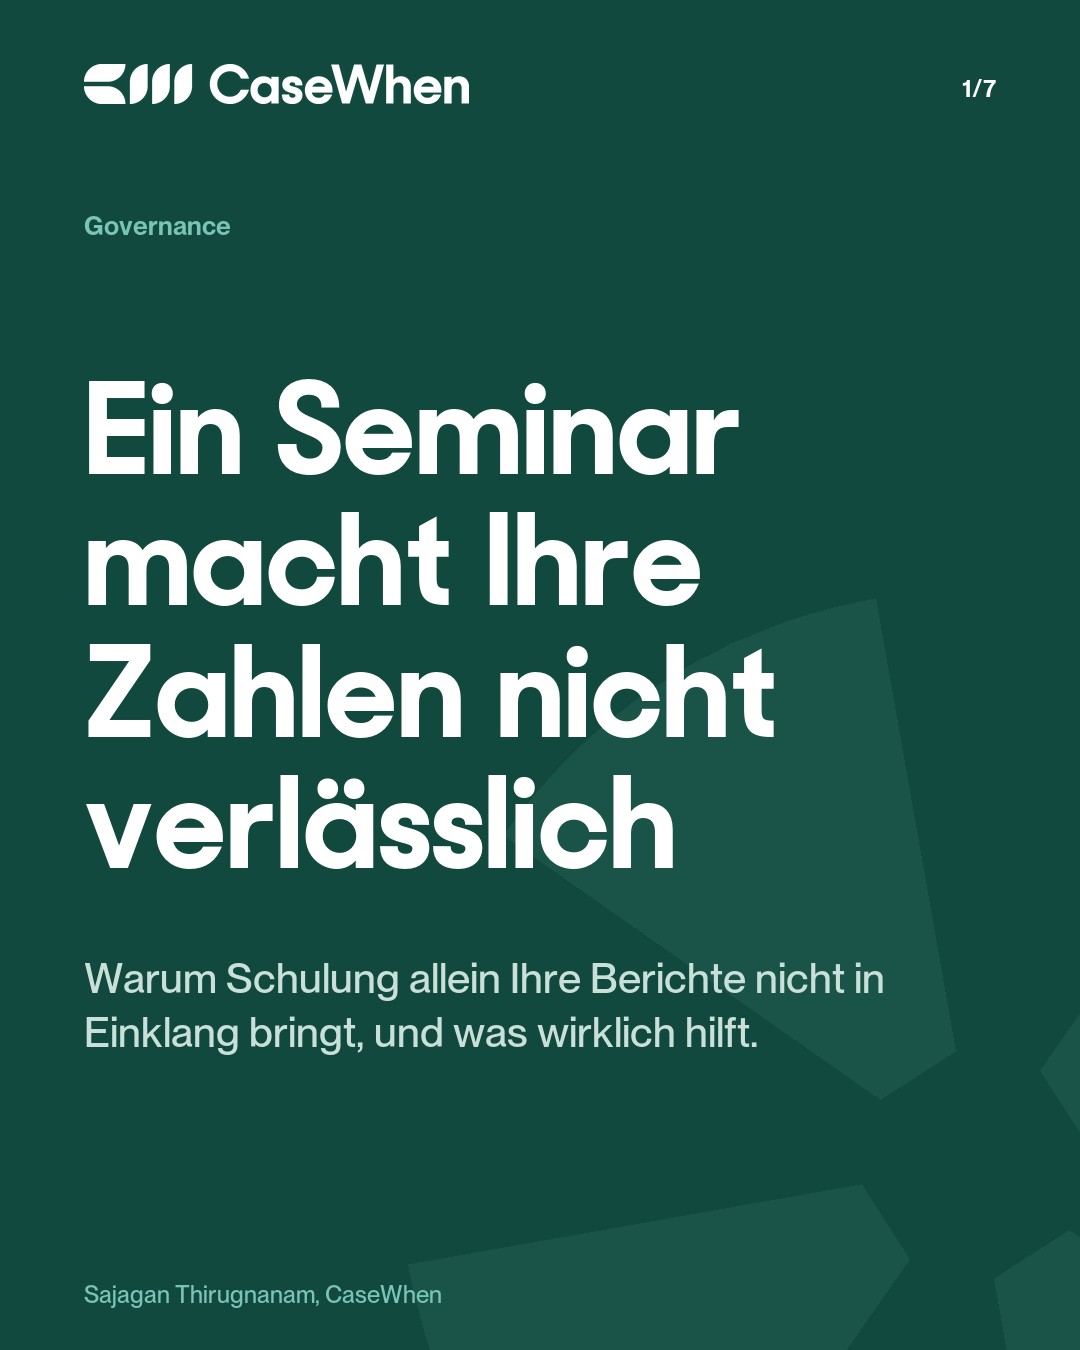 CaseWhen
1/7
Governance
Ein Seminar
macht Ihre
Zahlen nicht
verlässlich
Warum Schulung allein Ihre Berichte nicht in
Einklang bringt, und was wirklich hilft.
Sajagan Thirugnanam, CaseWhen